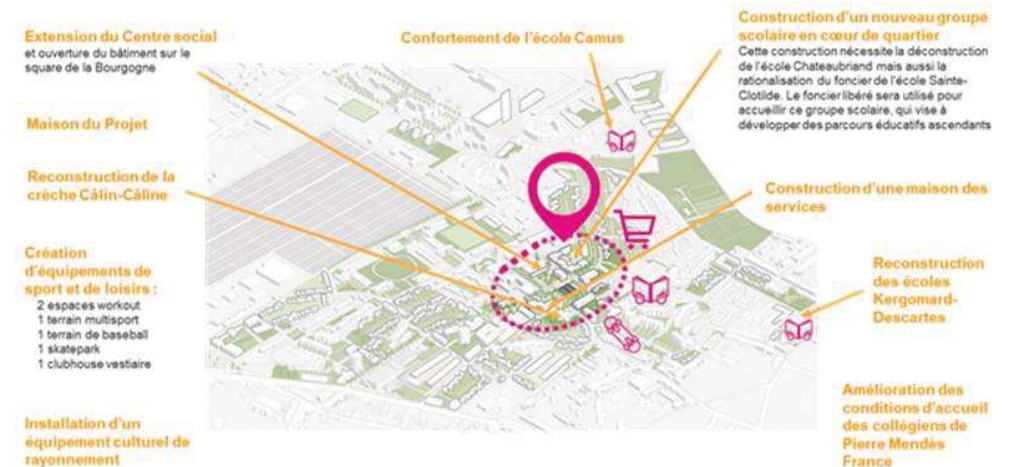 Extension du Centre social
et ouverture du bâtiment sur le
square de la Bourgogne
Maison du Projet
Reconstruction de la
crèche Câlin-Câline
Création
d'équipements de
sport et de loisirs :
2 espaces workout
1 terrain multisport
1 terrain de baseball
1 skatepark
1 clubhouse vestiaire
Installation d'un
équipement culturel de
rayonnement
Confortement de l'école Camus
Construction d'un nouveau groupe
scolaire en cœur de quartier
Cette construction nécessite la déconstruction
de l'école Chateaubriand mais aussi la
rationalisation du foncier de l'école Sainte-
Clotilde. Le foncier libéré sera utilisé pour
accueillir ce groupe scolaire, qui vise à
développer des parcours éducatifs ascendants
Construction d'une maison des
services
Reconstruction
des écoles
Kergomard-
Descartes
Amélioration des
conditions d'accueil
des collégiens de
Pierre Mendès
France